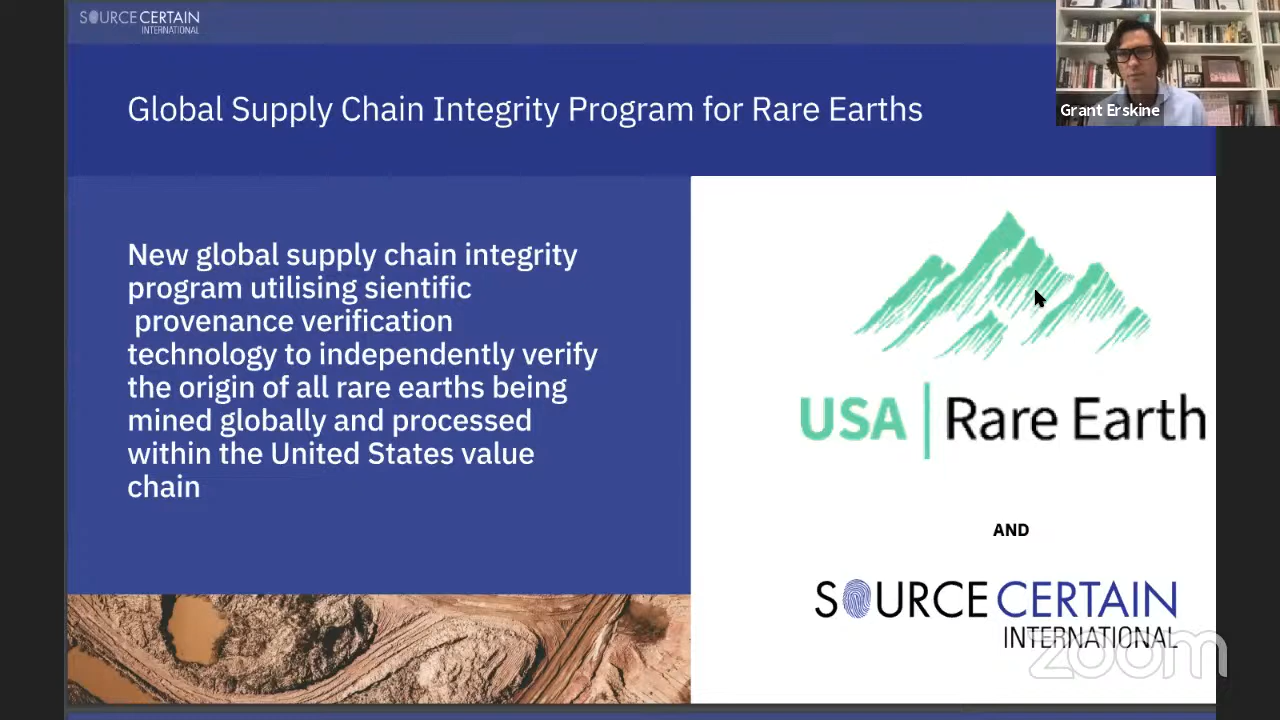 SOURCE CERTAIN
INTERNATIONAL
Grant Erskine
Global Supply Chain Integrity Program for Rare Earths
New global supply chain integrity
program utilising sientific
provenance verification
technology to independently verify
the origin of all rare earths being
mined globally and processed
within the United States value
chain
USA | Rare Earth
AND
SOURCE CERTAIN
INTERNATIONAL
zoom